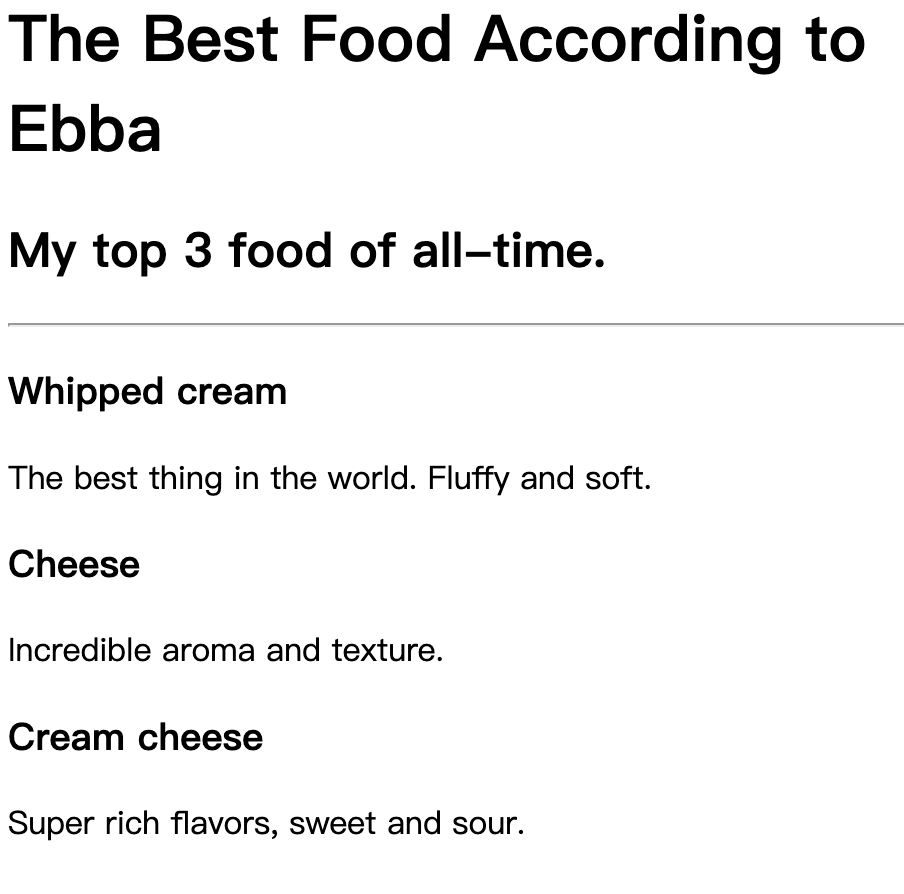 The Best Food According to
Ebba
My top 3 food of all-time.
Whipped cream
The best thing in the world. Fluffy and soft.
Cheese
Incredible aroma and texture.
Cream cheese
Super rich flavors, sweet and sour.